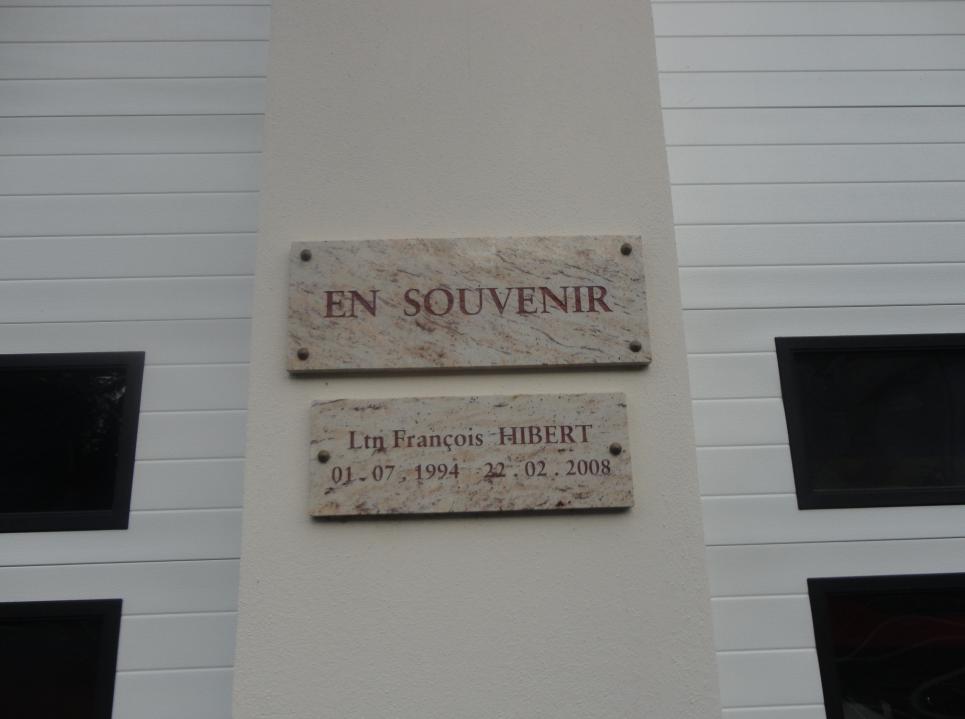 EN SOUVENIR
Ltn François HIBERT
01.07.1994 22.02.2008